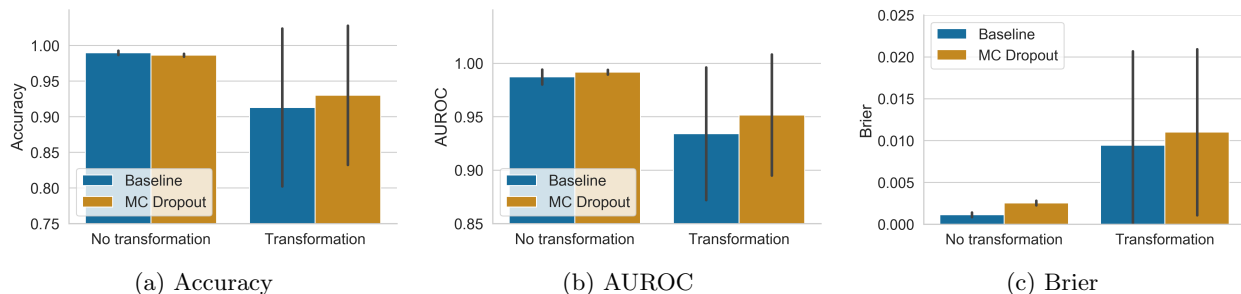 Accuracy
1.00
0.95
0.90
0.85
0.80
0.75
Baseline
MC Dropout
No transformation
Transformation
(a) Accuracy
AUROC
1.00
0.95
0.90
0.85
Baseline
MC Dropout
No transformation
Transformation
(b) AUROC
Brier
0.025
0.020
0.015
0.010
0.005
0.000
Baseline
MC Dropout
No transformation
Transformation
(c) Brier